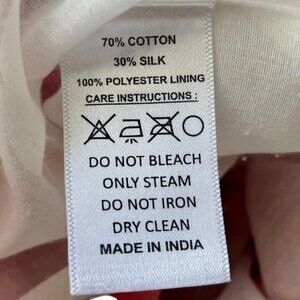 70% COTTON
30% SILK
100% POLYESTER LINING
CARE INSTRUCTIONS :
DO NOT BLEACH
ONLY STEAM
DO NOT IRON
DRY CLEAN
MADE IN INDIA